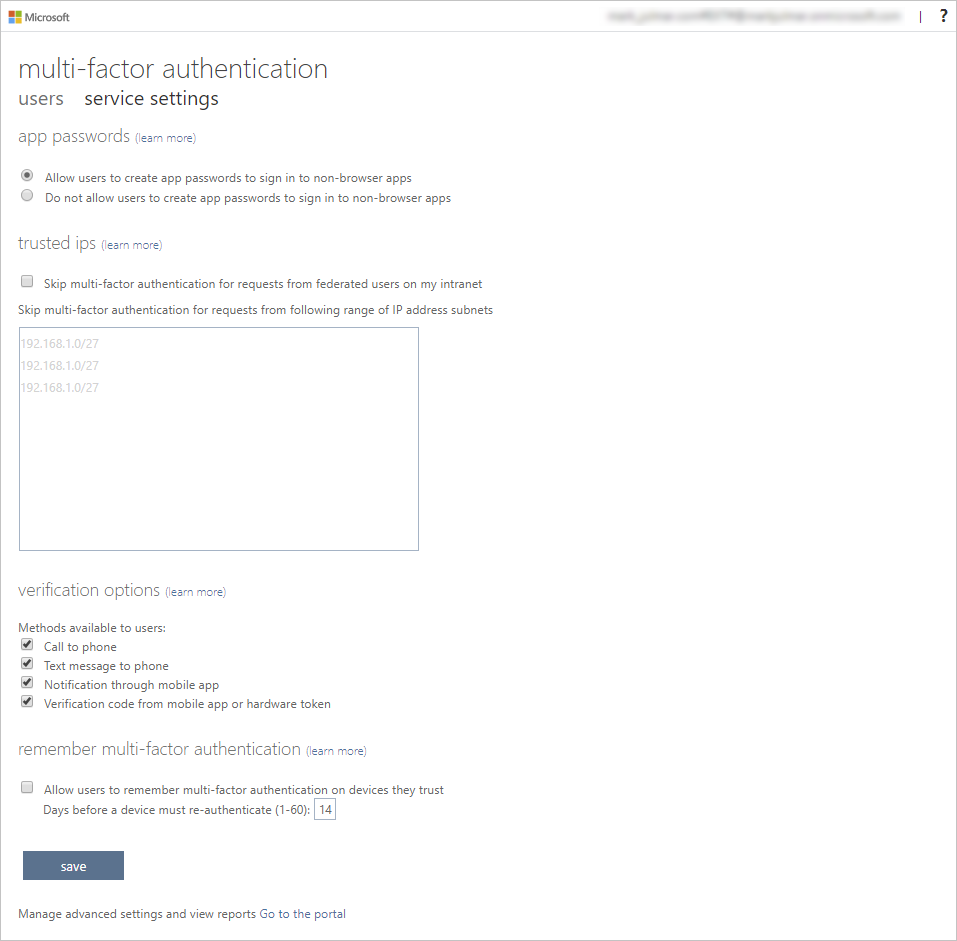 Microsoft
?
multi-factor authentication
users service settings
app passwords (learn more)
Allow users to create app passwords to sign in to non-browser apps
Do not allow users to create app passwords to sign in to non-browser apps
trusted ips (learn more)
Skip multi-factor authentication for requests from federated users on my intranet
Skip multi-factor authentication for requests from following range of IP address subnets
192.168.1.0/27
192.168.1.0/27
192.168.1.0/27
verification options (learn more)
Methods available to users:
Call to phone
Text message to phone
Notification through mobile app
Verification code from mobile app or hardware token
remember multi-factor authentication (learn more)
Allow users to remember multi-factor authentication on devices they trust
Days before a device must re-authenticate (1-60): 14
save
Manage advanced settings and view reports Go to the portal